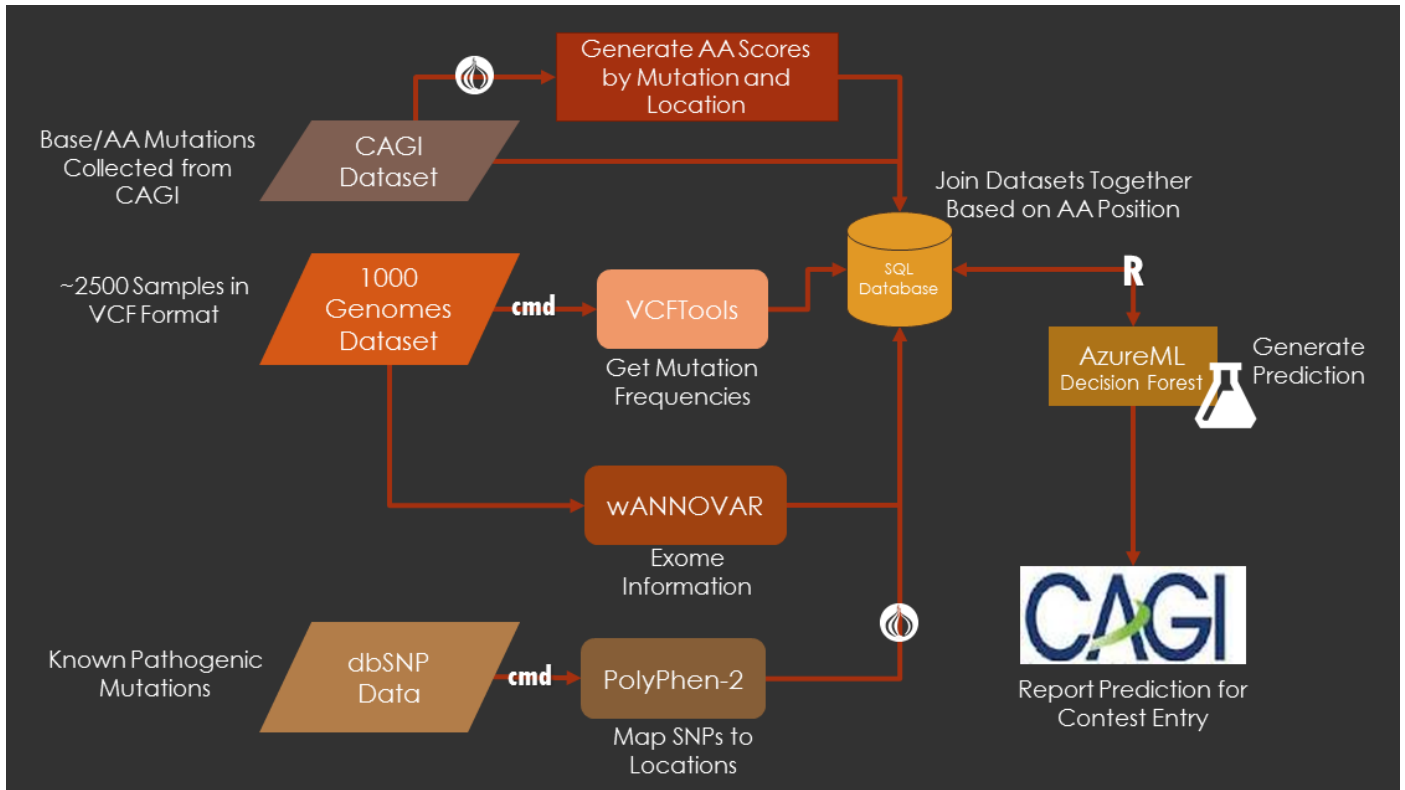 Generate AA Scores
by Mutation and
Location
Base/AA Mutations
Collected from
CAGI
CAGI
Dataset
Join Datasets Together
Based on AA Position
~2500 Samples in
VCF Format
1000
Genomes
Dataset
cmd
VCFTools
Get Mutation
Frequencies
SQL
Database
R
AzureML
Decision Forest
Generate
Prediction
wANNOVAR
Exome
Information
Known Pathogenic
Mutations
dbSNP
Data
cmd
PolyPhen-2
Map SNPs to
Locations
CAGI
Report Prediction for
Contest Entry